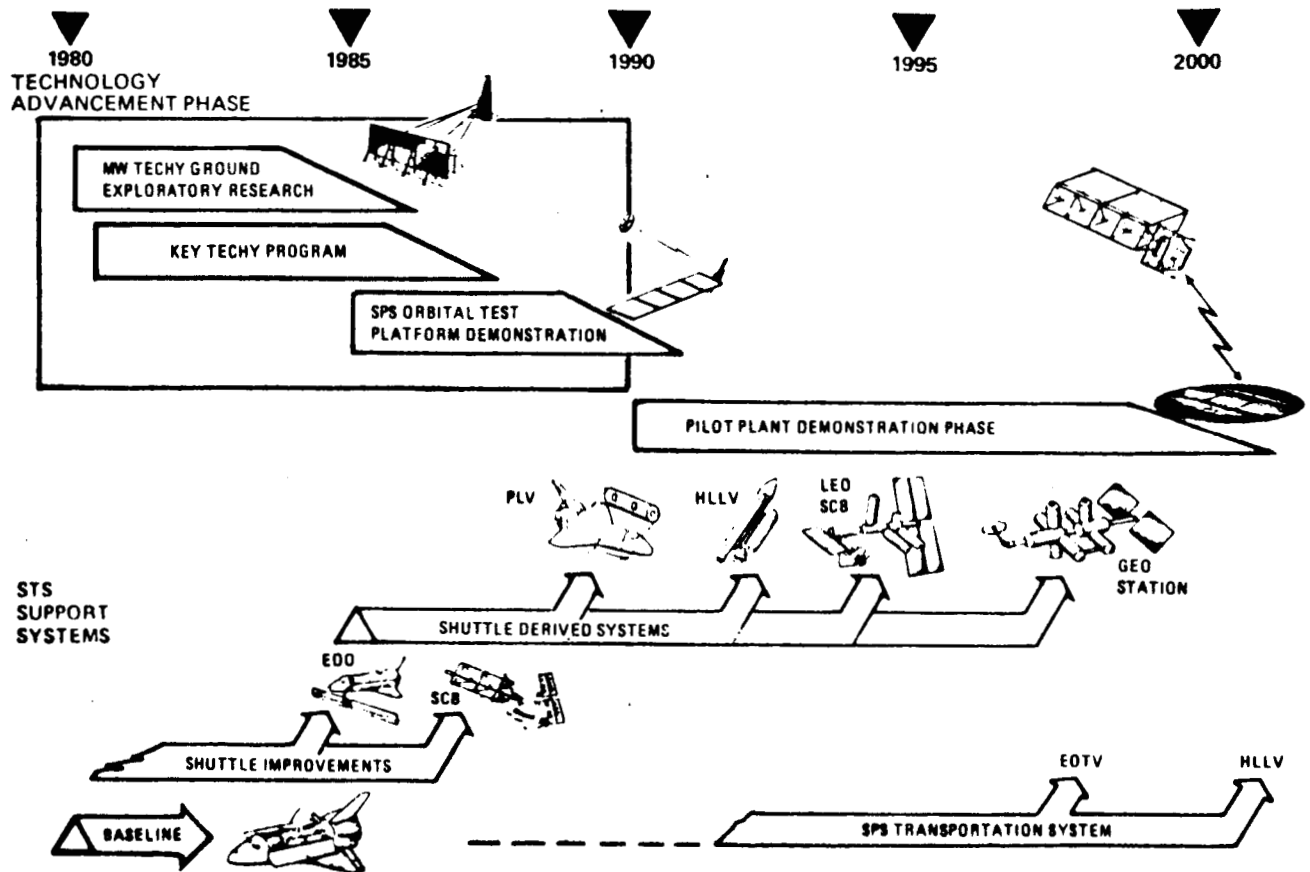 1980
1985
1990
1995
2000
TECHNOLOGY
ADVANCEMENT PHASE
MW TECHY GROUND
EXPLORATORY RESEARCH
KEY TECHY PROGRAM
SPS ORBITAL TEST
PLATFORM DEMONSTRATION
PILOT PLANT DEMONSTRATION PHASE
PLV
HLLV
LEO
SCB
GEO
STATION
STS
SUPPORT
SYSTEMS
SHUTTLE DERIVED SYSTEMS
EOO
SCB
SHUTTLE IMPROVEMENTS
EOTV
HLLV
BASELINE
SPS TRANSPORTATION SYSTEM